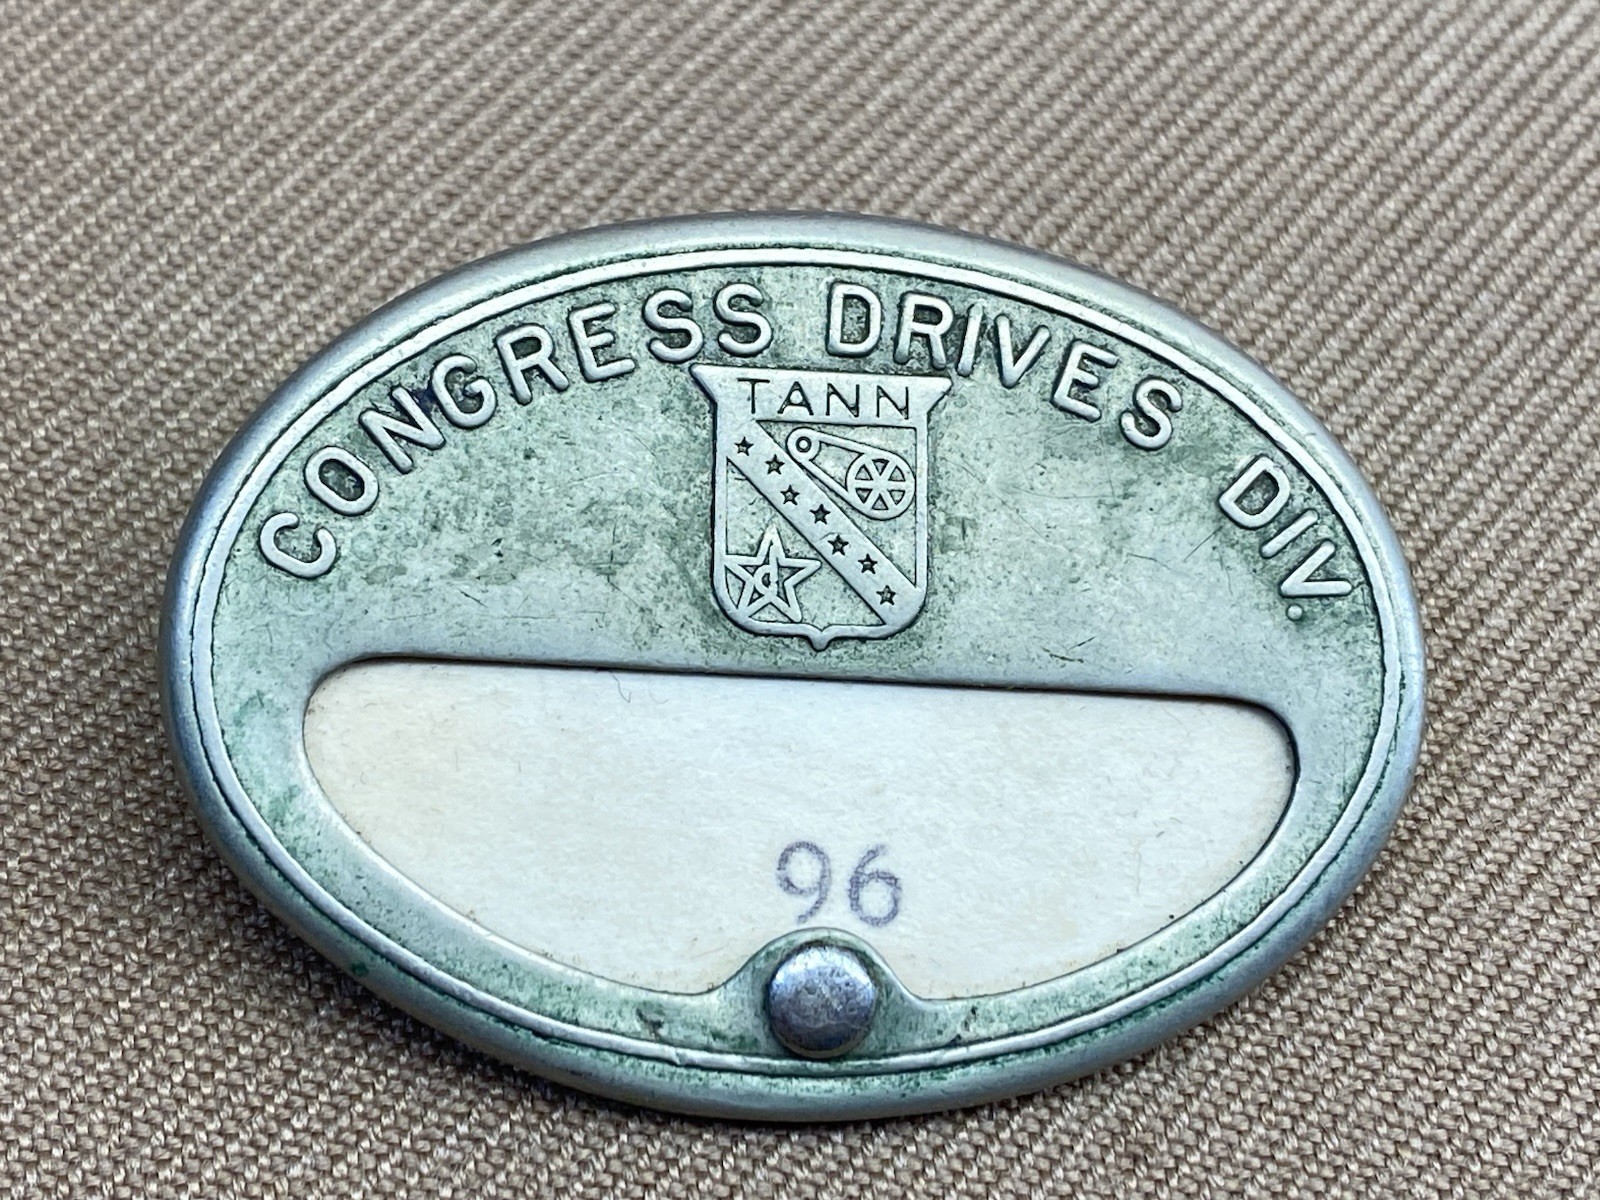 CONGRESS DRIVES DIV.
TANN
96